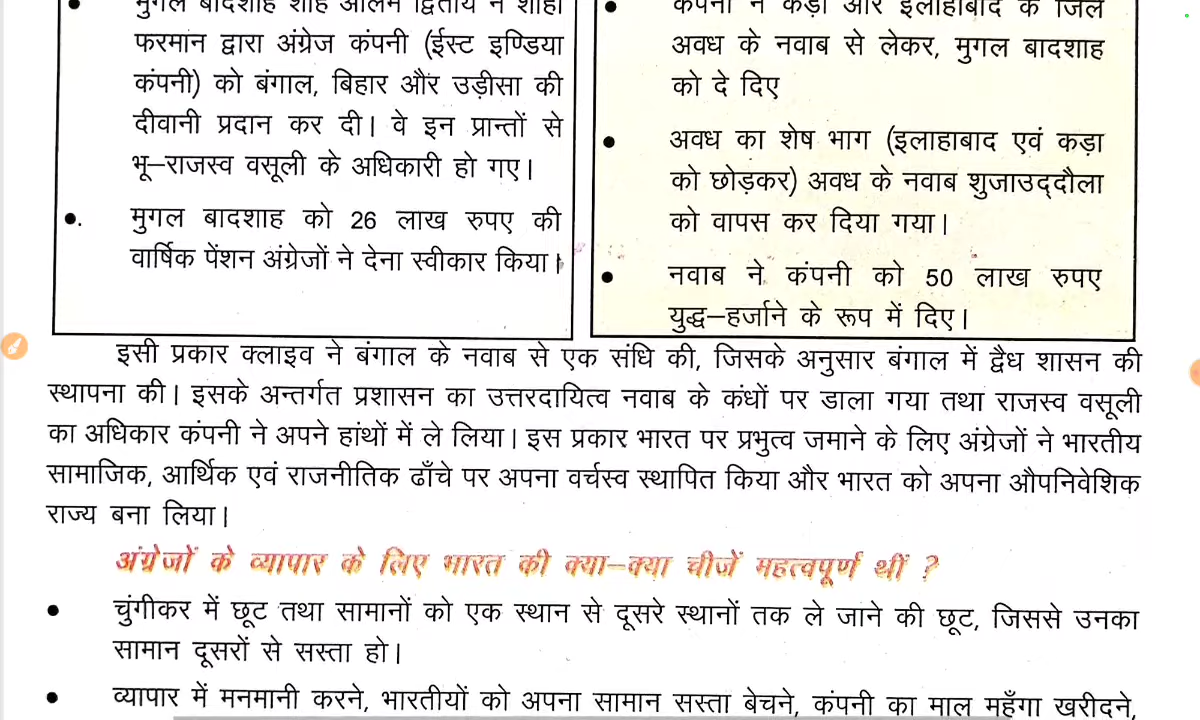 मुगल बादशाह शाह आलम द्वितीय ने शाही
फरमान द्वारा अंग्रेज कंपनी (ईस्ट इण्डिया
कंपनी) को बंगाल, बिहार और उड़ीसा की
दीवानी प्रदान कर दी। वे इन प्रान्तों से
भू–राजस्व वसूली के अधिकारी हो गए।
मुगल बादशाह को 26 लाख रुपए की
वार्षिक पेंशन अंग्रेजों ने देना स्वीकार किया।
कंपनी ने कड़ा और इलाहाबाद के जिले
अवध के नवाब से लेकर, मुगल बादशाह
को दे दिए
अवध का शेष भाग (इलाहाबाद एवं कड़ा
को छोड़कर) अवध के नवाब शुजाउद्दौला
को वापस कर दिया गया।
नवाब ने कंपनी को 50 लाख रुपए
युद्ध–हर्जाने के रूप में दिए।
इसी प्रकार क्लाइव ने बंगाल के नवाब से एक संधि की, जिसके अनुसार बंगाल में द्वैध शासन की
स्थापना की। इसके अन्तर्गत प्रशासन का उत्तरदायित्व नवाब के कंधों पर डाला गया तथा राजस्व वसूली
का अधिकार कंपनी ने अपने हांथों में ले लिया। इस प्रकार भारत पर प्रभुत्व जमाने के लिए अंग्रेजों ने भारतीय
सामाजिक, आर्थिक एवं राजनीतिक ढाँचे पर अपना वर्चस्व स्थापित किया और भारत को अपना औपनिवेशिक
राज्य बना लिया।
अंग्रेजों के व्यापार के लिए भारत की क्या–क्या चीजें महत्वपूर्ण थीं ?
चुंगीकर में छूट तथा सामानों को एक स्थान से दूसरे स्थानों तक ले जाने की छूट, जिससे उनका
सामान दूसरों से सस्ता हो।
व्यापार में मनमानी करने, भारतीयों को अपना सामान सस्ता बेचने, कंपनी का माल महँगा खरीदने,